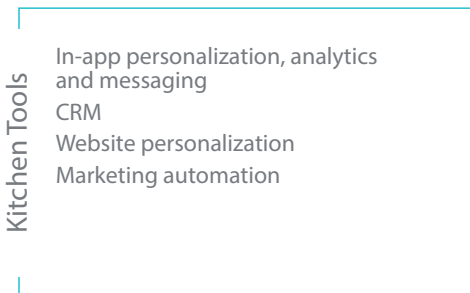 Kitchen Tools
In-app personalization, analytics
and messaging
CRM
Website personalization
Marketing automation